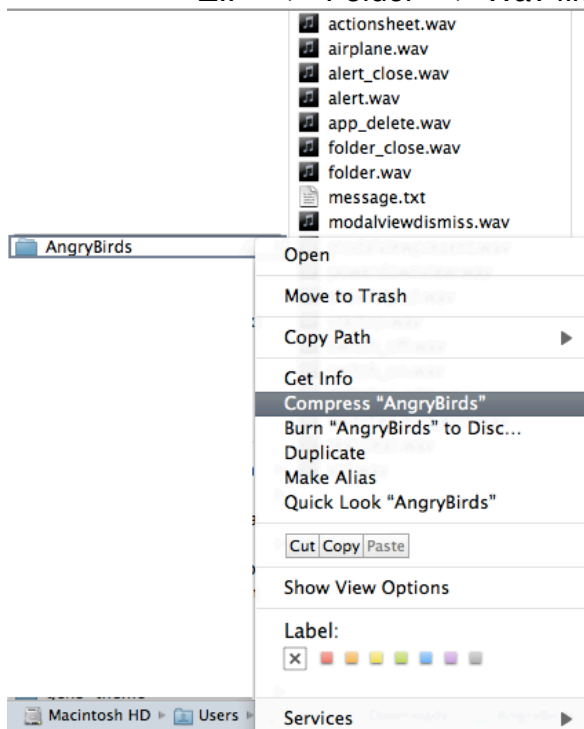 actionsheet.wav
airplane.wav
alert_close.wav
alert.wav
app_delete.wav
folder_close.wav
folder.wav
message.txt
modalviewdismiss.wav
AngryBirds
Open
Move to Trash
Copy Path
Get Info
Compress “AngryBirds”
Burn “AngryBirds” to Disc...
Duplicate
Make Alias
Quick Look “AngryBirds”
Cut Copy Paste
Show View Options
Label:
Macintosh HD Users
Services